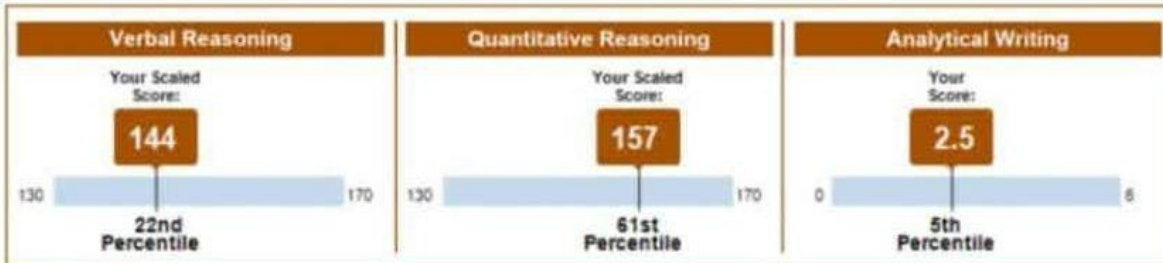 Verbal Reasoning
Your Scaled
Score:
144
130
170
22nd
Percentile
Quantitative Reasoning
Your Scaled
Score:
157
130
170
61st
Percentile
Analytical Writing
Your
Score:
2.5
0
6
5th
Percentile